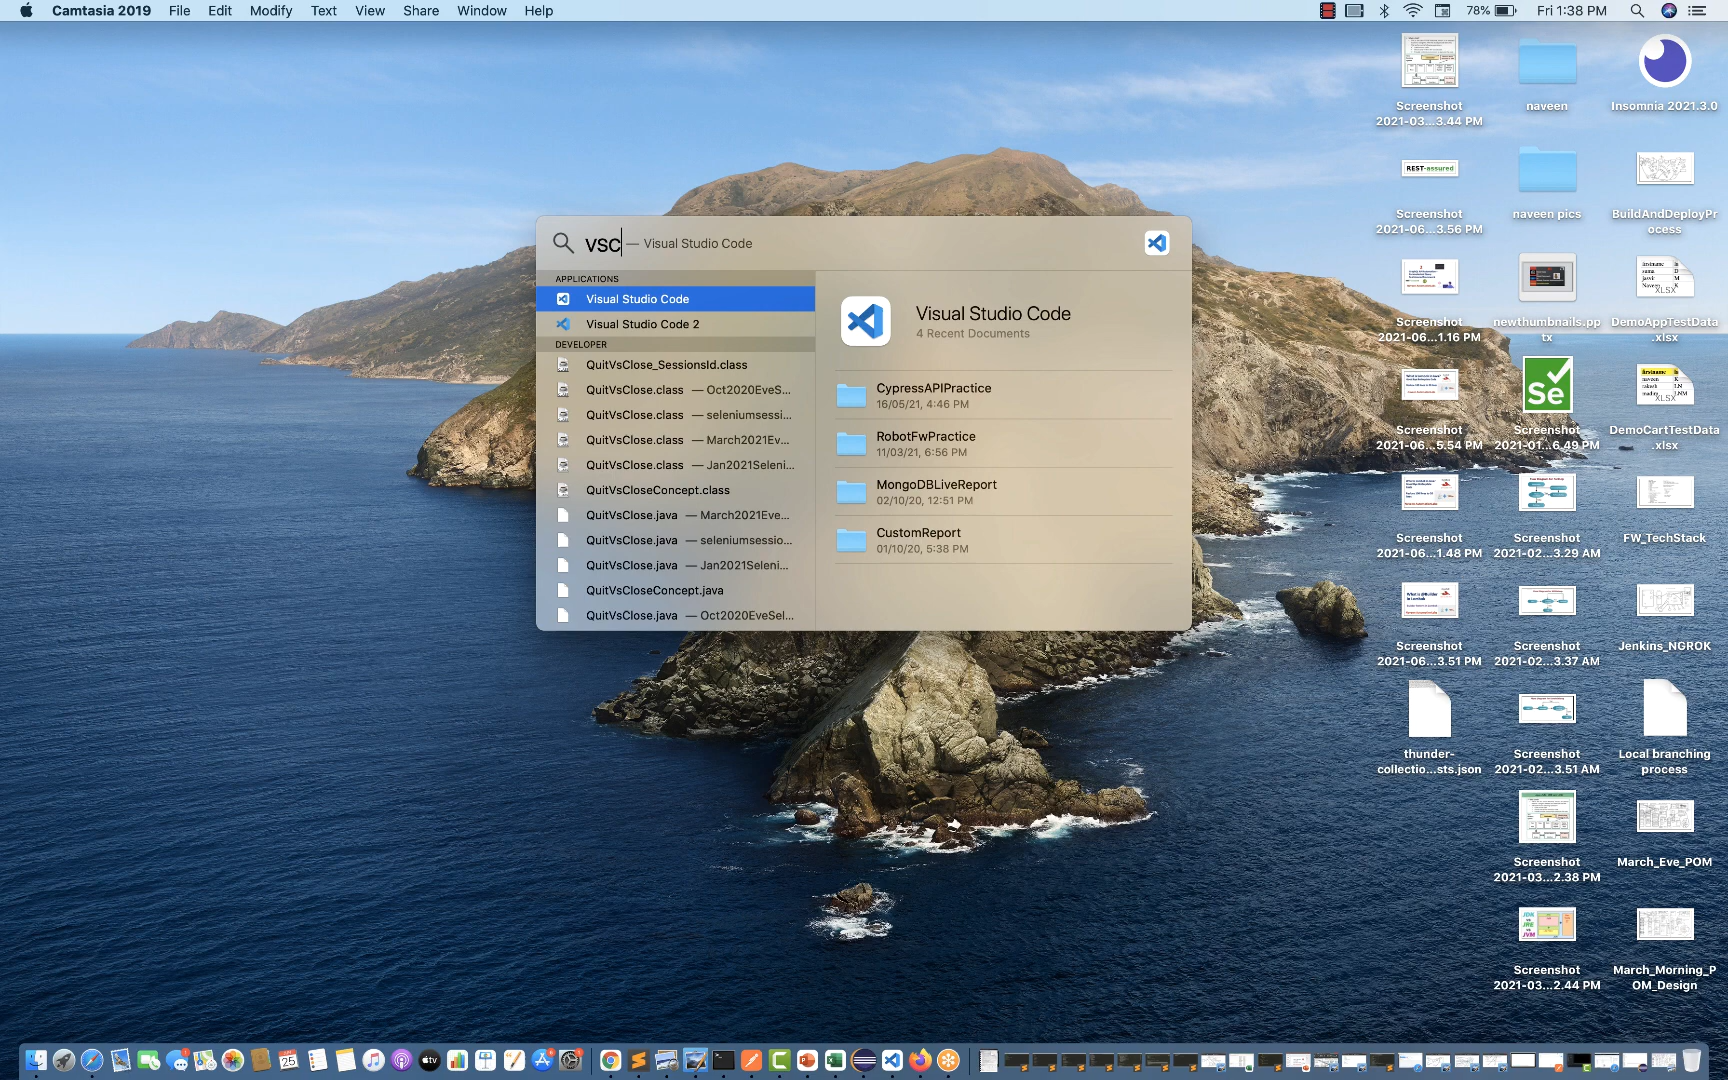 Camtasia 2019 File Edit Modify Text View Share Window Help
78% Fri 1:38 PM
VSC — Visual Studio Code
APPLICATIONS
Visual Studio Code
Visual Studio Code 2
DEVELOPER
QuitVsClose_SessionsId.class
QuitVsClose.class — Oct2020EveS...
QuitVsClose.class — seleniumsessi...
QuitVsClose.class — March2021Ev...
QuitVsClose.class — Jan2021Seleni...
QuitVsCloseConcept.class
QuitVsClose.java — March2021Eve...
QuitVsClose.java — seleniumsessio...
QuitVsClose.java — Jan2021Seleni...
QuitVsCloseConcept.java
QuitVsClose.java — Oct2020EveSel...
Visual Studio Code
4 Recent Documents
CypressAPIPractice
16/05/21, 4:46 PM
RobotFwPractice
11/03/21, 6:56 PM
MongoDBLiveReport
02/10/20, 12:51 PM
CustomReport
01/10/20, 5:38 PM
Screenshot
2021-03...3.44 PM
naveen
Insomnia 2021.3.0
REST-assured
Screenshot
2021-06...3.56 PM
naveen pics
BuildAndDeployPr
ocess
XLSX
Screenshot
2021-06...1.16 PM
newthumbnails.pp
tx
DemoAppTestData
.xlsx
Se
XLSX
Screenshot
2021-06...5.54 PM
Screenshot
2021-01...6.49 PM
DemoCartTestData
.xlsx
Screenshot
2021-06...1.48 PM
Screenshot
2021-02...3.29 AM
FW_TechStack
Screenshot
2021-06...3.51 PM
Screenshot
2021-02...3.37 AM
Jenkins_NGROK
thunder-
collectio...sts.json
Screenshot
2021-02...3.51 AM
Local branching
process
Screenshot
2021-03...2.38 PM
March_Eve_POM
JDK
JRE
JVM
Screenshot
2021-03...2.44 PM
March_Morning_P
OM_Design
25
tv